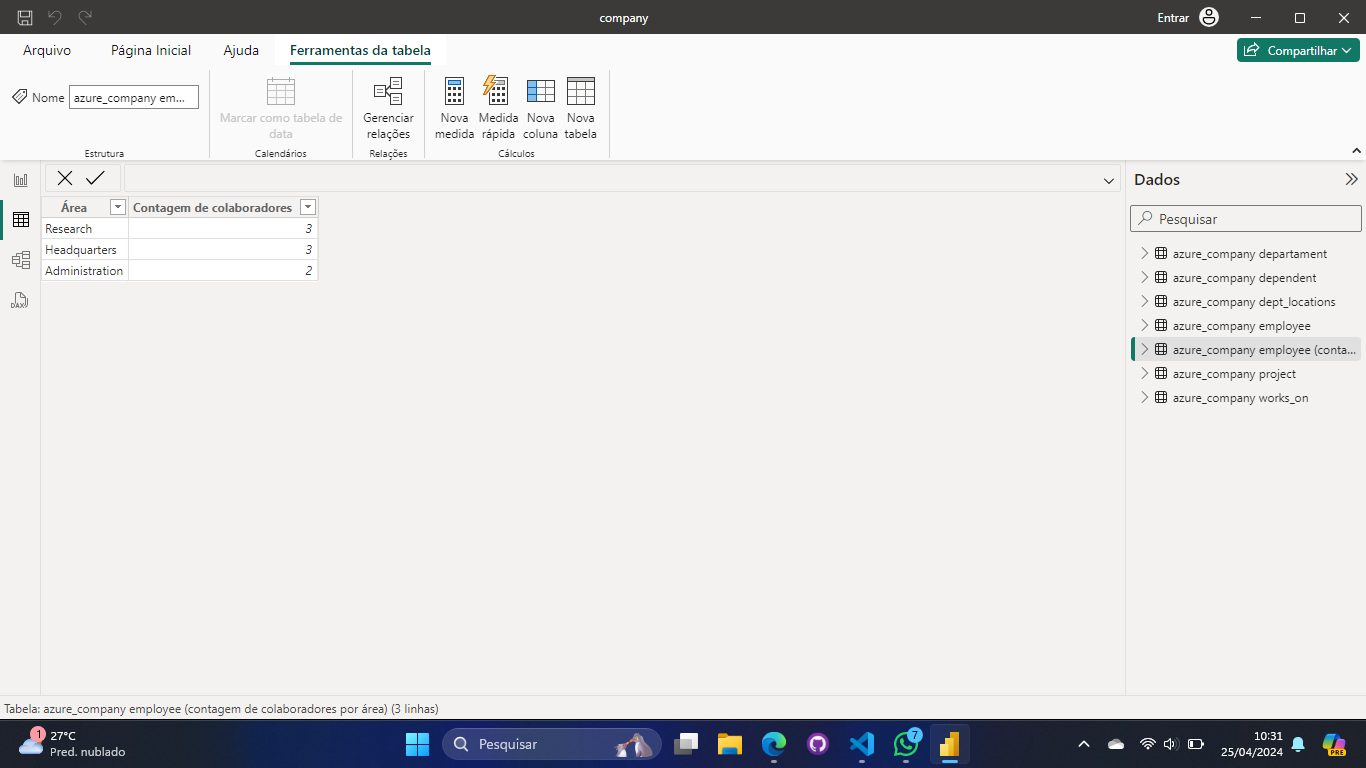 company
Entrar
Arquivo
Página Inicial
Ajuda
Ferramentas da tabela
Compartilhar
Nome
azure_company em...
Marcar como tabela de
data
Gerenciar
relações
Nova
medida
Medida
rápida
Nova
coluna
Nova
tabela
Estrutura
Calendários
Relações
Cálculos
Área
Contagem de colaboradores
Research
3
Headquarters
3
Administration
2
DAX
Dados
Pesquisar
azure_company departament
azure_company dependent
azure_company dept_locations
azure_company employee
azure_company employee (conta...
azure_company project
azure_company works_on
Tabela: azure_company employee (contagem de colaboradores por área) (3 linhas)
1
27°C
Pred. nublado
Pesquisar
7
10:31
25/04/2024
PRE